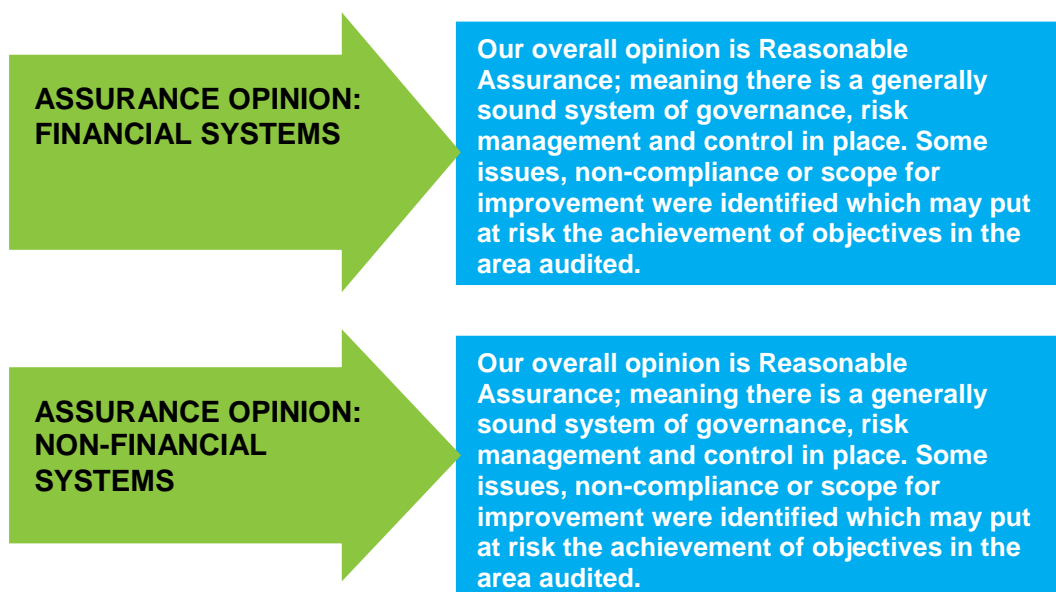 ASSURANCE OPINION:
FINANCIAL SYSTEMS
Our overall opinion is Reasonable
Assurance; meaning there is a generally
sound system of governance, risk
management and control in place. Some
issues, non-compliance or scope for
improvement were identified which may put
at risk the achievement of objectives in the
area audited.
ASSURANCE OPINION:
NON-FINANCIAL
SYSTEMS
Our overall opinion is Reasonable
Assurance; meaning there is a generally
sound system of governance, risk
management and control in place. Some
issues, non-compliance or scope for
improvement were identified which may put
at risk the achievement of objectives in the
area audited.